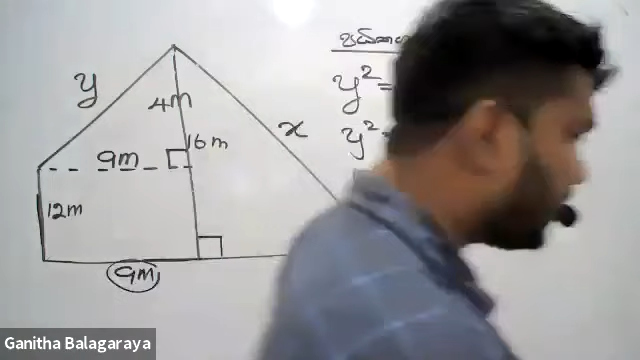 y
4m
x
16m
9m
12m
9m
y² =
y² =
Ganitha Balagaraya